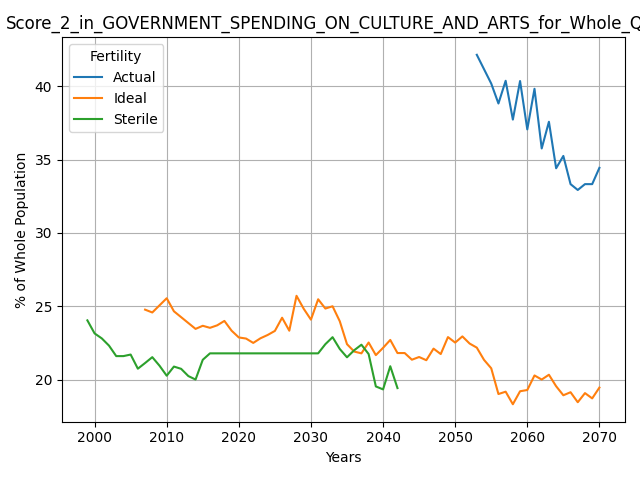 Score_2_in_GOVERNMENT_SPENDING_ON_CULTURE_AND_ARTS_for_Whole_Q
Fertility
Actual
Ideal
Sterile
% of Whole Population
40
35
30
25
20
2000 2010 2020 2030 2040 2050 2060 2070
Years